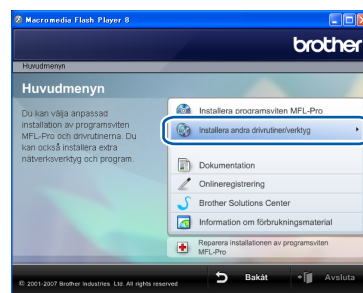 Macromedia Flash Player 8
brother
Huvudmenyn
Huvudmenyn
Du kan välja anpassad
installation av programsviten
MFL-Pro och drivrutinerna. Du
kan också installera extra
nätverksverktyg och program.
Installera programsviten MFL-Pro
Installera andra drivrutiner/verktyg
Dokumentation
Onlineregistrering
Brother Solutions Center
Information om förbrukningsmaterial
Reparera installationen av programsviten
MFL-Pro
© 2001-2007 Brother Industries Ltd. All rights reserved
Bakåt
Avsluta